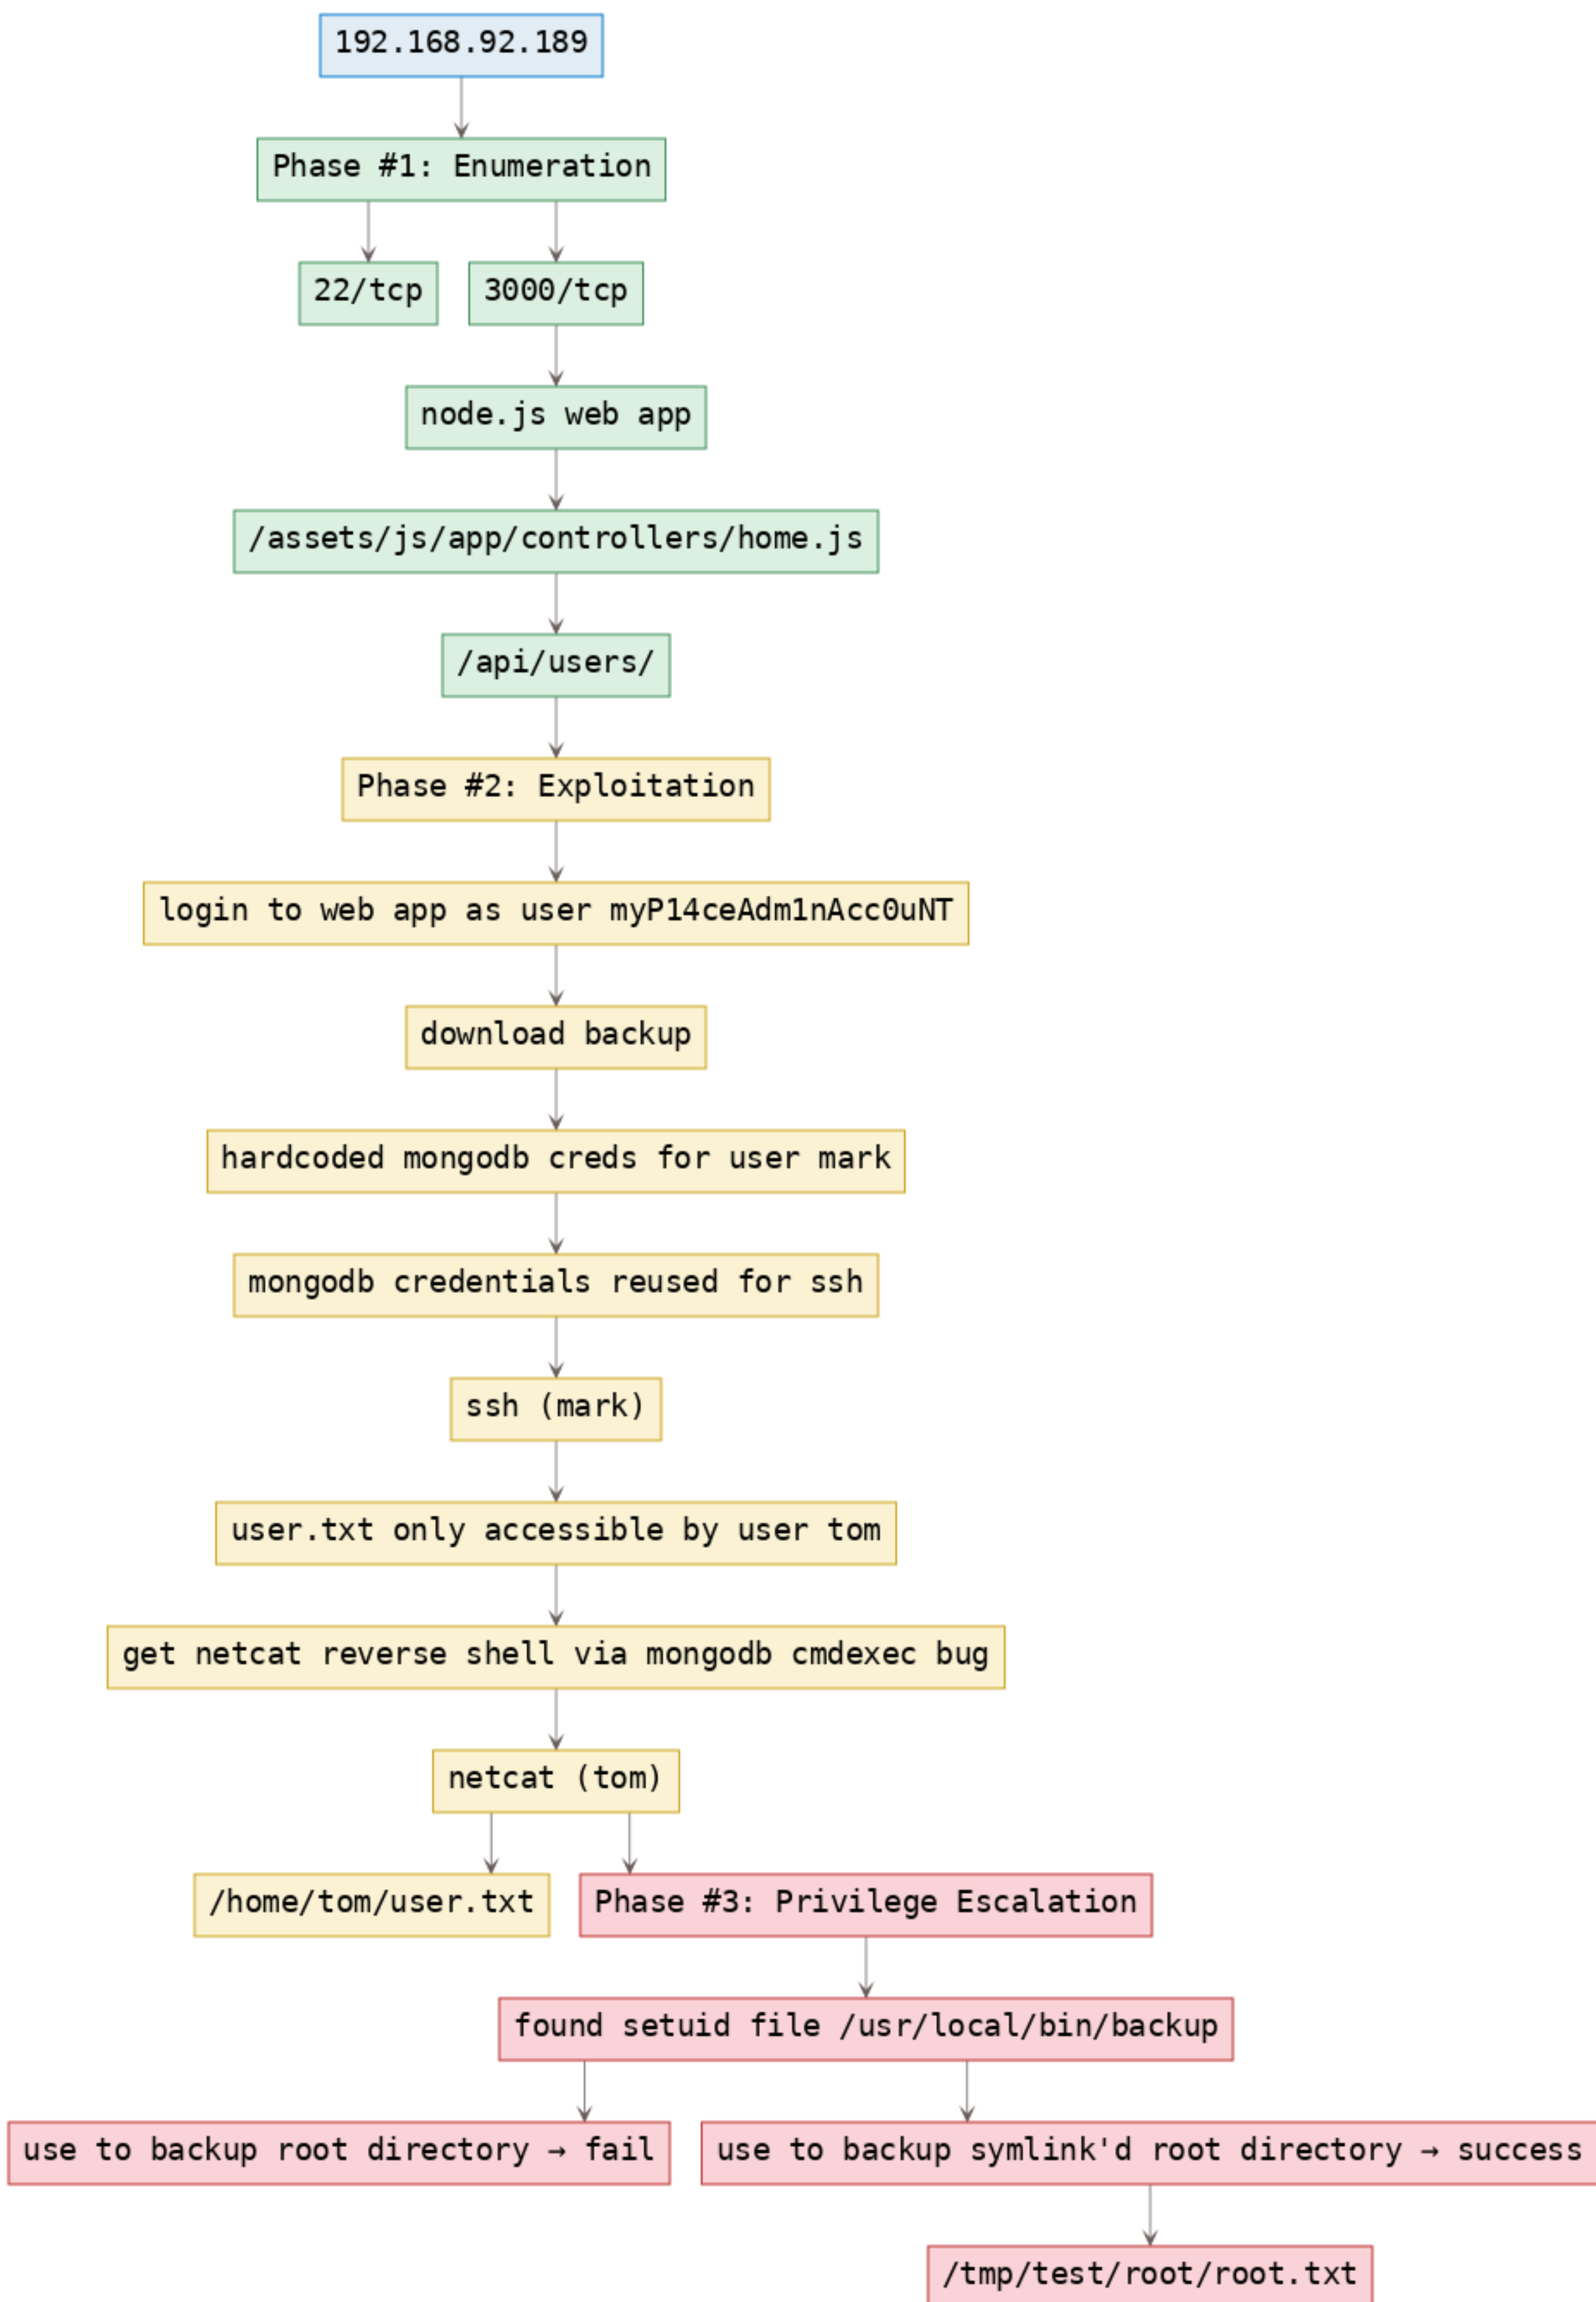 192.168.92.189
Phase #1: Enumeration
22/tcp
3000/tcp
node.js web app
/assets/js/app/controllers/home.js
/api/users/
Phase #2: Exploitation
login to web app as user myP14ceAdm1nAcc0uNT
download backup
hardcoded mongodb creds for user mark
mongodb credentials reused for ssh
ssh (mark)
user.txt only accessible by user tom
get netcat reverse shell via mongodb cmdexec bug
netcat (tom)
/home/tom/user.txt
Phase #3: Privilege Escalation
found setuid file /usr/local/bin/backup
use to backup root directory → fail
use to backup symlink'd root directory → success
/tmp/test/root/root.txt